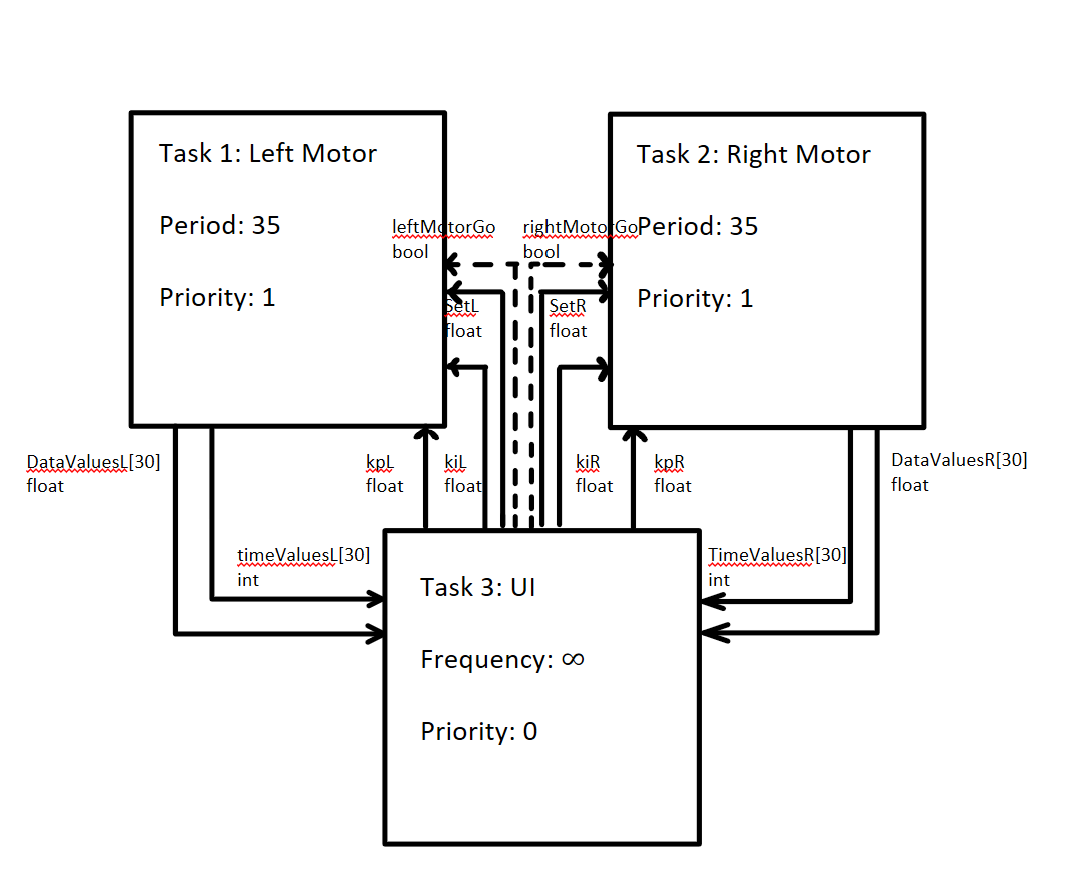 Task 1: Left Motor
Period: 35
Priority: 1
Task 2: Right Motor
Period: 35
Priority: 1
leftMotorGo
bool
rightMotorGo
bool
SetL
float
SetR
float
DataValuesL[30]
float
kpL
float
kiL
float
kiR
float
kpR
float
DataValuesR[30]
float
timeValuesL[30]
int
TimeValuesR[30]
int
Task 3: UI
Frequency: ∞
Priority: 0